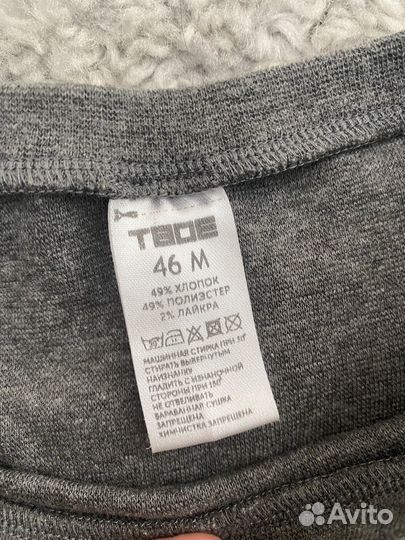 ТВОЕ
46 M
49% ХЛОПОК
49% ПОЛИЭСТЕР
2% ЛАЙКРА
МАШИННАЯ СТИРКА ПРИ 30°
СТИРАТЬ ВЫВЕРНУТЫМ
НАИЗНАНКУ
ГЛАДИТЬ С ИЗНАНОЧНОЙ
СТОРОНЫ ПРИ 150°
НЕ ОТБЕЛИВАТЬ
БАРАБАННАЯ СУШКА
ЗАПРЕЩЕНА
ХИМЧИСТКА ЗАПРЕЩЕНА
Avito